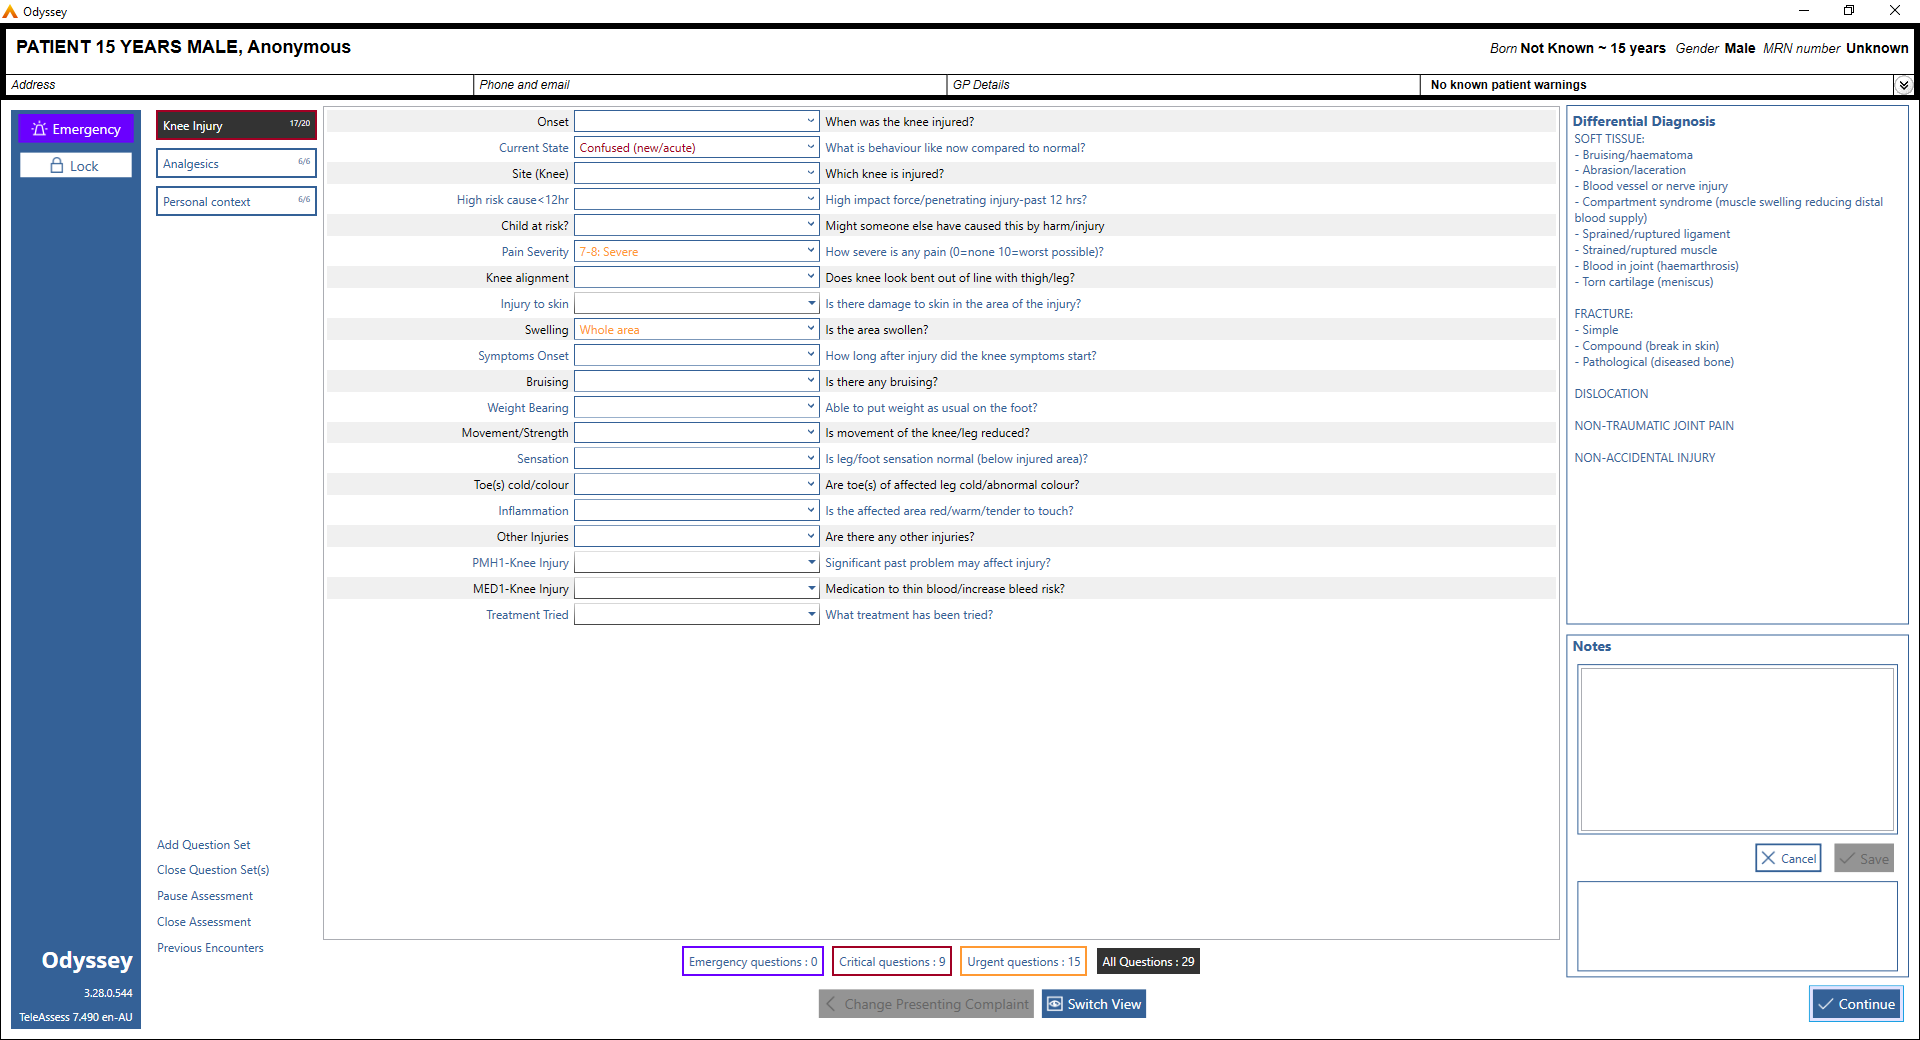 Odyssey
PATIENT 15 YEARS MALE, Anonymous
Born Not Known ~ 15 years Gender Male MRN number Unknown
Address
Phone and email
GP Details
No known patient warnings
Emergency
Lock
Knee Injury 17/20
Analgesics 6/6
Personal context 6/6
Onset When was the knee injured?
Current State Confused (new/acute) What is behaviour like now compared to normal?
Site (Knee) Which knee is injured?
High risk cause<12hr High impact force/penetrating injury-past 12 hrs?
Child at risk? Might someone else have caused this by harm/injury
Pain Severity 7-8: Severe How severe is any pain (0=none 10=worst possible)?
Knee alignment Does knee look bent out of line with thigh/leg?
Injury to skin Is there damage to skin in the area of the injury?
Swelling Whole area Is the area swollen?
Symptoms Onset How long after injury did the knee symptoms start?
Bruising Is there any bruising?
Weight Bearing Able to put weight as usual on the foot?
Movement/Strength Is movement of the knee/leg reduced?
Sensation Is leg/foot sensation normal (below injured area)?
Toe(s) cold/colour Are toe(s) of affected leg cold/abnormal colour?
Inflammation Is the affected area red/warm/tender to touch?
Other Injuries Are there any other injuries?
PMH1-Knee Injury Significant past problem may affect injury?
MED1-Knee Injury Medication to thin blood/increase bleed risk?
Treatment Tried What treatment has been tried?
Differential Diagnosis
SOFT TISSUE:
- Bruising/haematoma
- Abrasion/laceration
- Blood vessel or nerve injury
- Compartment syndrome (muscle swelling reducing distal
blood supply)
- Sprained/ruptured ligament
- Strained/ruptured muscle
- Blood in joint (haemarthrosis)
- Torn cartilage (meniscus)
FRACTURE:
- Simple
- Compound (break in skin)
- Pathological (diseased bone)
DISLOCATION
NON-TRAUMATIC JOINT PAIN
NON-ACCIDENTAL INJURY
Notes
Cancel
Save
Add Question Set
Close Question Set(s)
Pause Assessment
Close Assessment
Previous Encounters
Odyssey
3.28.0.544
TeleAssess 7.490 en-AU
Emergency questions : 0
Critical questions : 9
Urgent questions : 15
All Questions : 29
Change Presenting Complaint
Switch View
Continue